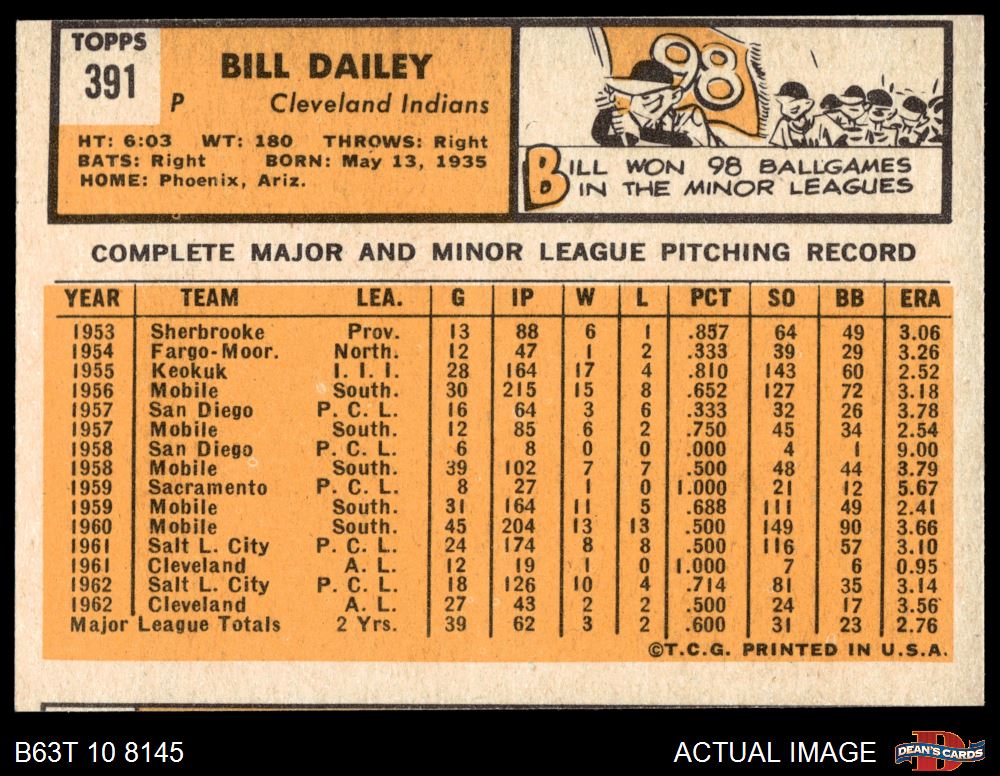 TOPPS
391
BILL DAILEY
P Cleveland Indians
HT: 6:03 WT: 180 THROWS: Right
BATS: Right BORN: May 13, 1935
HOME: Phoenix, Ariz.
98
BILL WON 98 BALLGAMES
IN THE MINOR LEAGUES
COMPLETE MAJOR AND MINOR LEAGUE PITCHING RECORD
YEAR TEAM LEA. G IP W L PCT SO BB ERA
1953 Sherbrooke Prov. 13 88 6 1 .857 64 49 3.06
1954 Fargo-Moor. North. 12 47 1 2 .333 39 29 3.26
1955 Keokuk I. I. I. 28 164 17 4 .810 143 60 2.52
1956 Mobile South. 30 215 15 8 .652 127 72 3.18
1957 San Diego P. C. L. 16 64 3 6 .333 32 26 3.78
1957 Mobile South. 12 85 6 2 .750 45 34 2.54
1958 San Diego P. C. L. 6 8 0 0 .000 4 1 9.00
1958 Mobile South. 39 102 7 7 .500 48 44 3.79
1959 Sacramento P. C. L. 8 27 1 0 1.000 21 12 5.67
1959 Mobile South. 31 164 11 5 .688 111 49 2.41
1960 Mobile South. 45 204 13 13 .500 149 90 3.66
1961 Salt L. City P. C. L. 24 174 8 8 .500 116 57 3.10
1961 Cleveland A. L. 12 19 1 0 1.000 7 6 0.95
1962 Salt L. City P. C. L. 18 126 10 4 .714 81 35 3.14
1962 Cleveland A. L. 27 43 2 2 .500 24 17 3.56
Major League Totals 2 Yrs. 39 62 3 2 .600 31 23 2.76
©T.C.G. PRINTED IN U.S.A.
B63T 10 8145 ACTUAL IMAGE DEAN'S CARDS